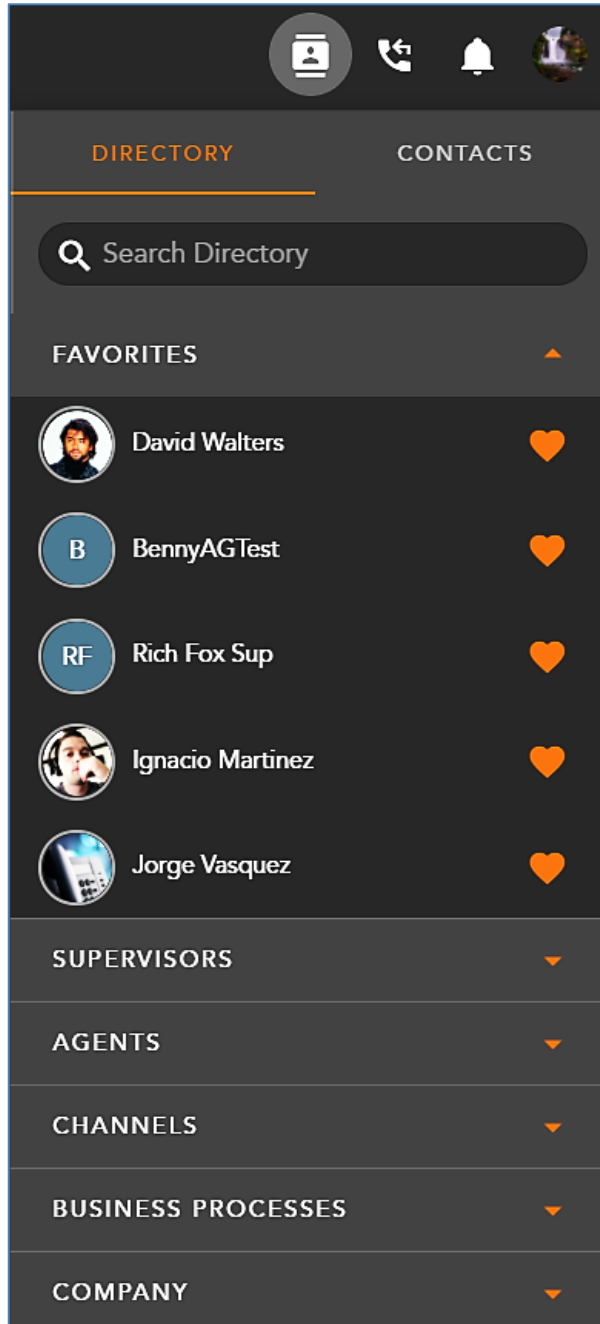 DIRECTORY CONTACTS
Search Directory
FAVORITES
David Walters
B BennyAGTest
RF Rich Fox Sup
Ignacio Martinez
Jorge Vasquez
SUPERVISORS
AGENTS
CHANNELS
BUSINESS PROCESSES
COMPANY